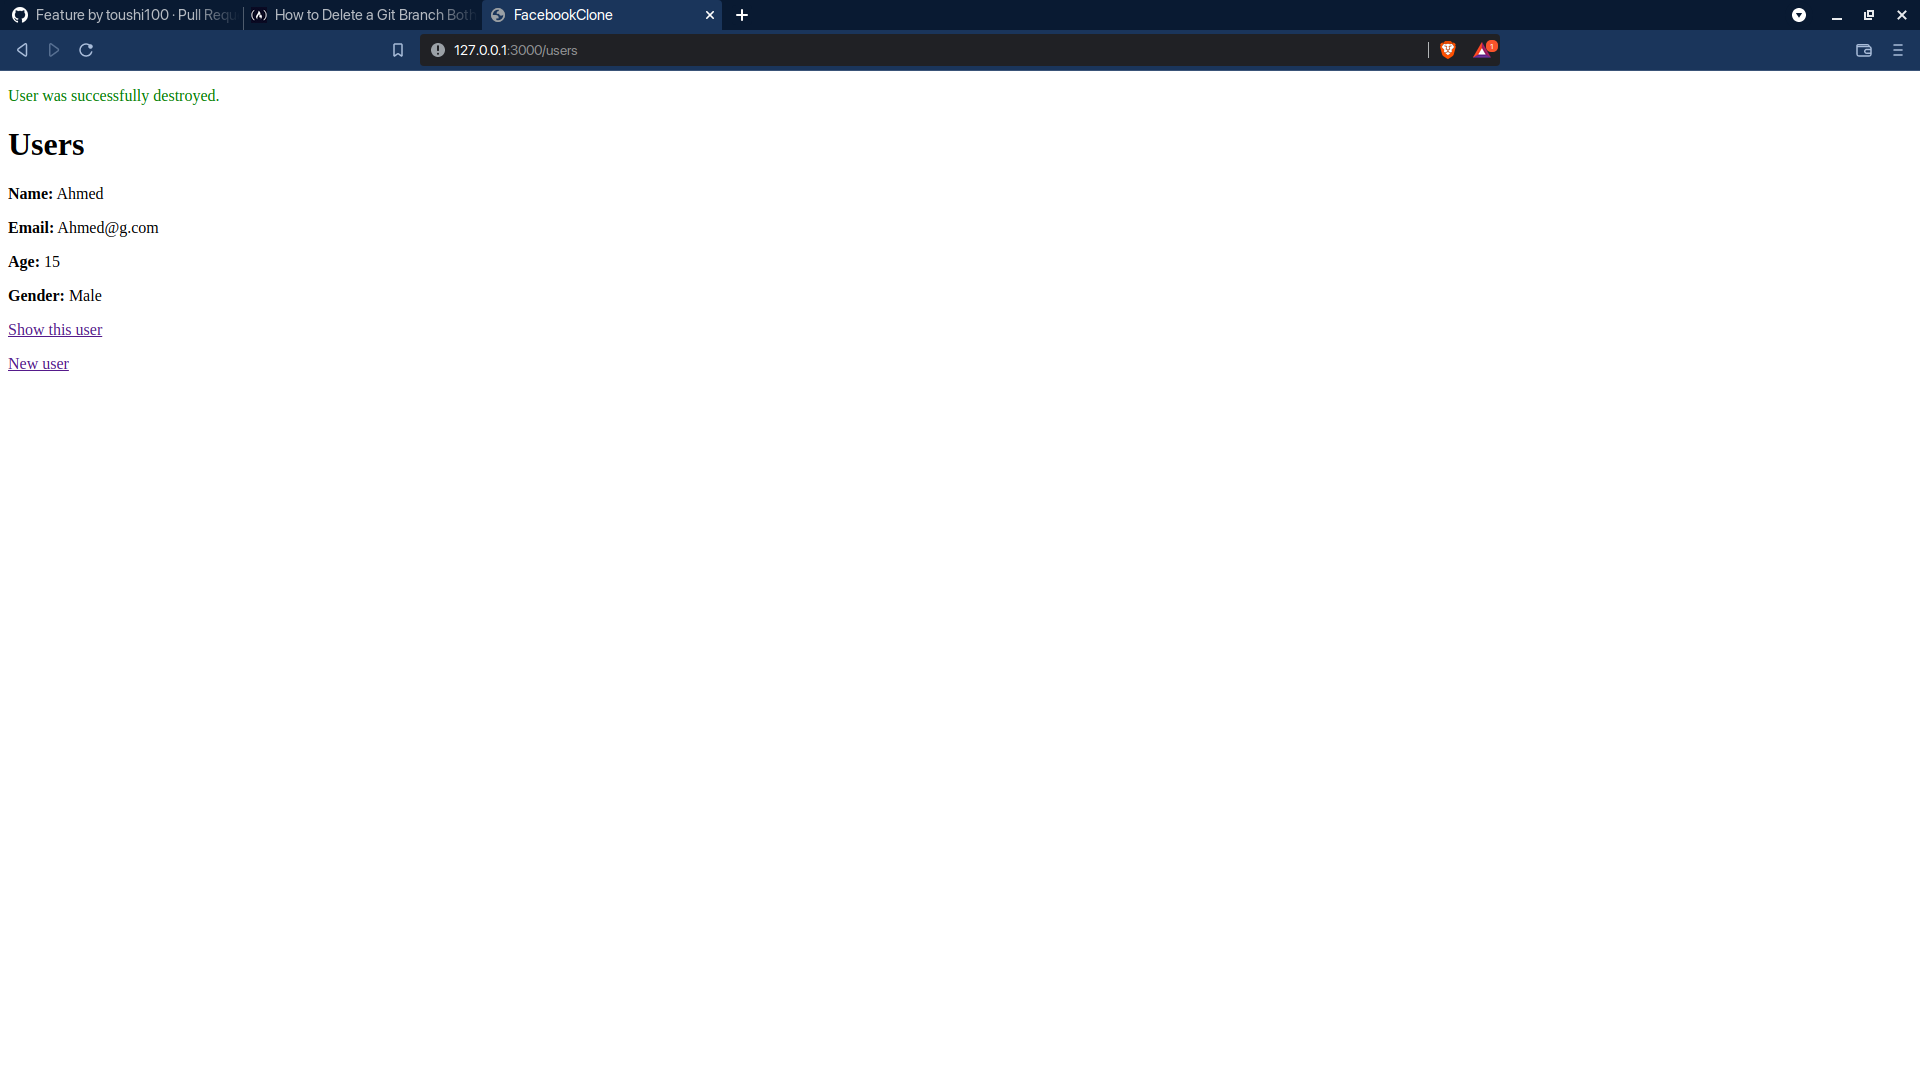 Feature by toushi100 · Pull Requ
How to Delete a Git Branch Both
FacebookClone
127.0.0.1:3000/users
1
User was successfully destroyed.
Users
Name: Ahmed
Email: Ahmed@g.com
Age: 15
Gender: Male
Show this user
New user